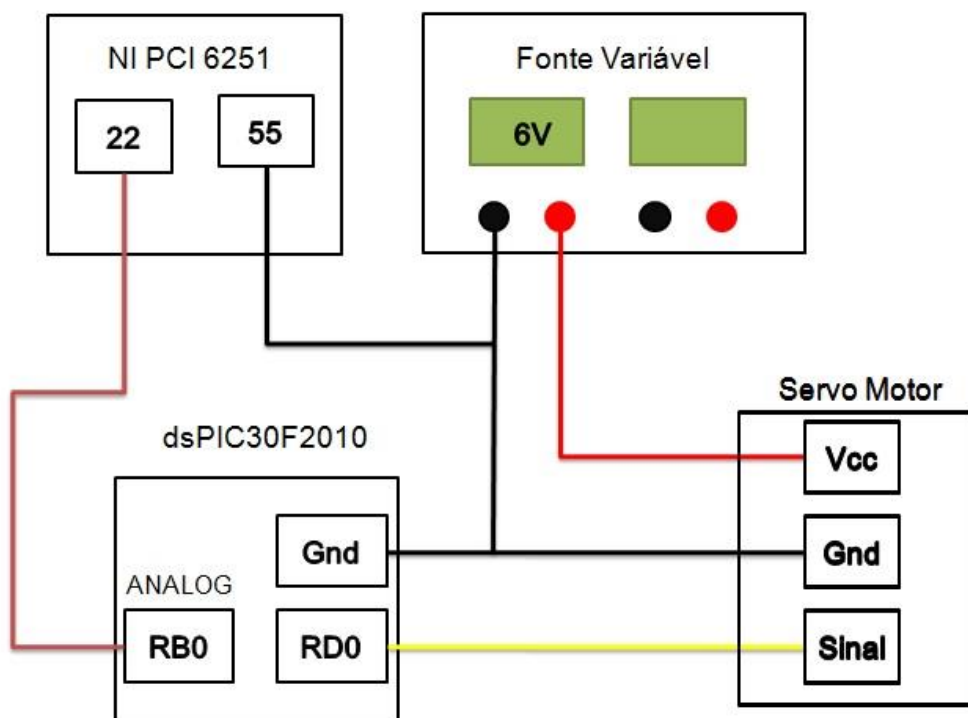 NI PCI 6251
22
55
Fonte Variável
6V
dsPIC30F2010
Gnd
ANALOG
RB0
RD0
Servo Motor
Vcc
Gnd
Sinal